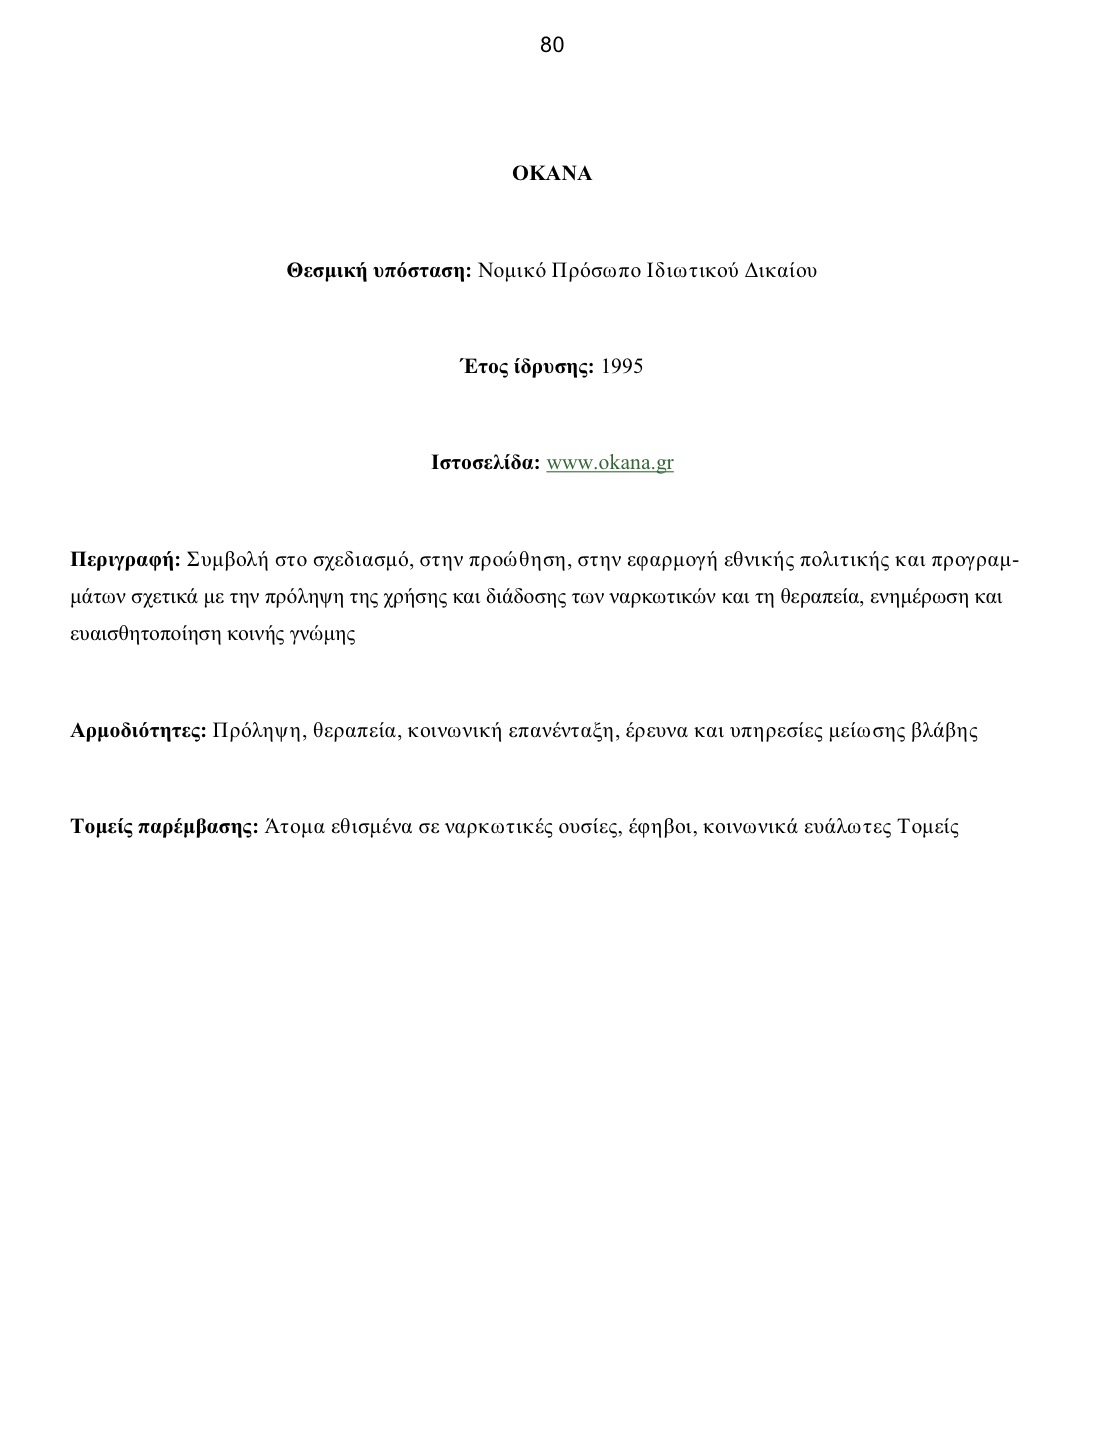 80
ΟΚΑΝΑ
Θεσμική υπόσταση: Νομικό Πρόσωπο Ιδιωτικού Δικαίου
Έτος ίδρυσης: 1995
Ιστοσελίδα: www.okana.gr
Περιγραφή: Συμβολή στο σχεδιασμό, στην προώθηση, στην εφαρμογή εθνικής πολιτικής και προγραμ-
μάτων σχετικά με την πρόληψη της χρήσης και διάδοσης των ναρκωτικών και τη θεραπεία, ενημέρωση και
ευαισθητοποίηση κοινής γνώμης
Αρμοδιότητες: Πρόληψη, θεραπεία, κοινωνική επανένταξη, έρευνα και υπηρεσίες μείωσης βλάβης
Τομείς παρέμβασης: Άτομα εθισμένα σε ναρκωτικές ουσίες, έφηβοι, κοινωνικά ευάλωτες Τομείς